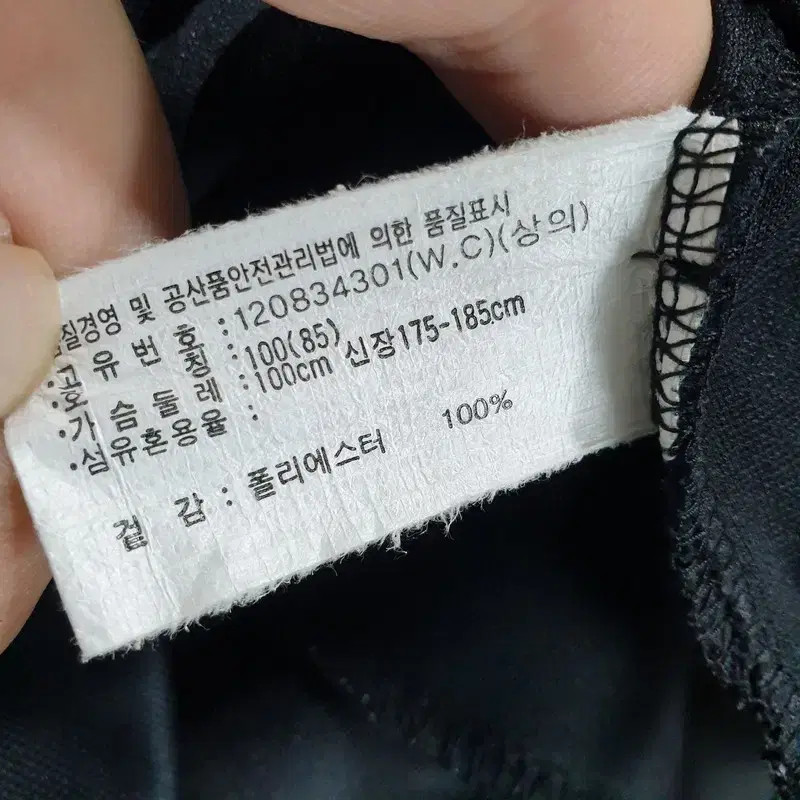 품질경영 및 공산품안전관리법에 의한 품질표시
·고 유 번 호 : 120834301(W.C)(상의)
·호 칭 : 100(85)
·가 슴 둘 레 : 100cm 신장175-185cm
·섬유혼용율 :
겉 감 : 폴리에스터 100%